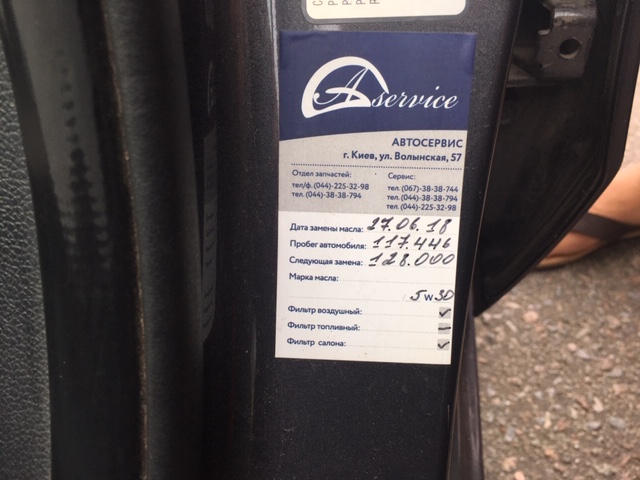 A service
АВТОСЕРВИС
г. Киев, ул. Волынская, 57
Отдел запчастей:
тел/ф. (044)-225-32-98
тел. (044)-38-38-794
Сервис:
тел. (067)-38-38-744
тел. (044)-38-38-794
тел. (044)-225-32-98
Дата замены масла: 27.06.18
Пробег автомобиля: 117.446
Следующая замена: 128.000
Марка масла:
5w30
Фильтр воздушный: ✓
Фильтр топливный: —
Фильтр салона: ✓